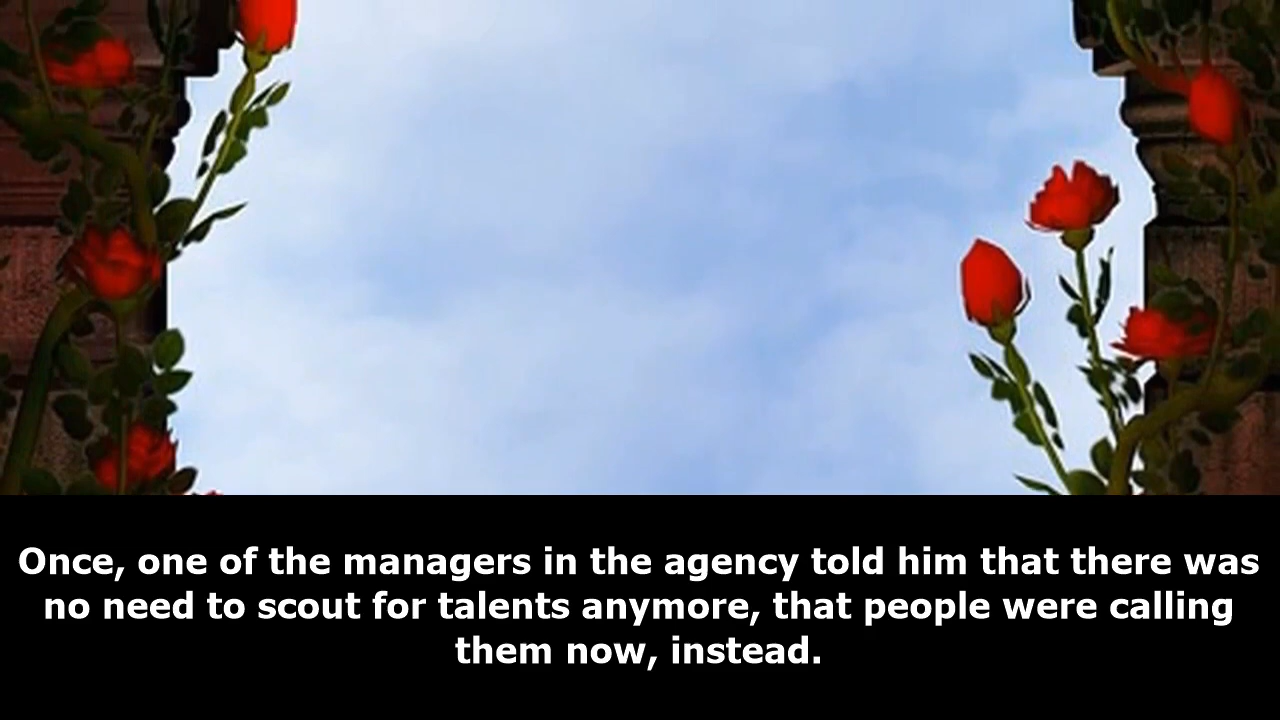 Once, one of the managers in the agency told him that there was
no need to scout for talents anymore, that people were calling
them now, instead.